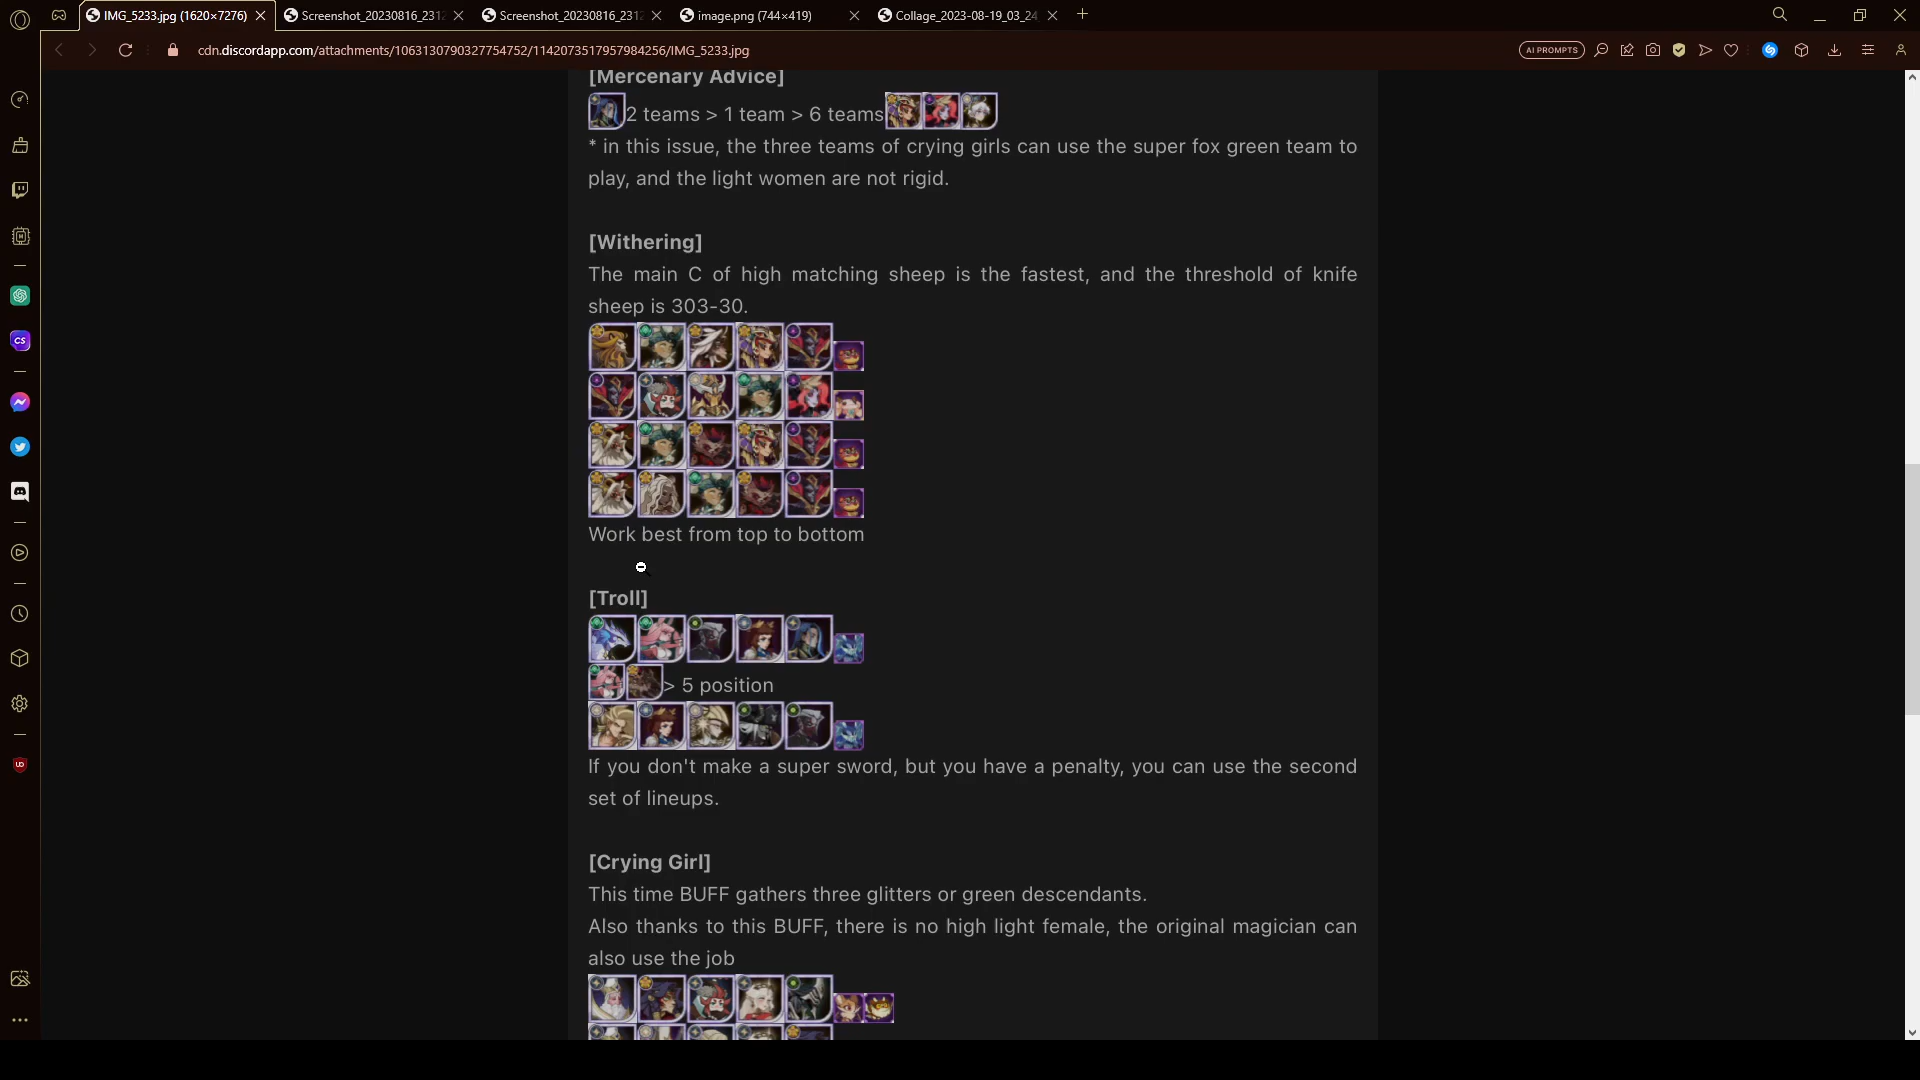 IMG_5233.jpg (1620×7276)
Screenshot_20230816_2312
Screenshot_20230816_2312
image.png (744×419)
Collage_2023-08-19_03_24
cdn.discordapp.com/attachments/1063130790327754752/1142073517957984256/IMG_5233.jpg
AI PROMPTS
[Mercenary Advice]
2 teams > 1 team > 6 teams
* in this issue, the three teams of crying girls can use the super fox green team to
play, and the light women are not rigid.
[Withering]
The main C of high matching sheep is the fastest, and the threshold of knife
sheep is 303-30.
Work best from top to bottom
[Troll]
> 5 position
If you don't make a super sword, but you have a penalty, you can use the second
set of lineups.
[Crying Girl]
This time BUFF gathers three glitters or green descendants.
Also thanks to this BUFF, there is no high light female, the original magician can
also use the job
CS